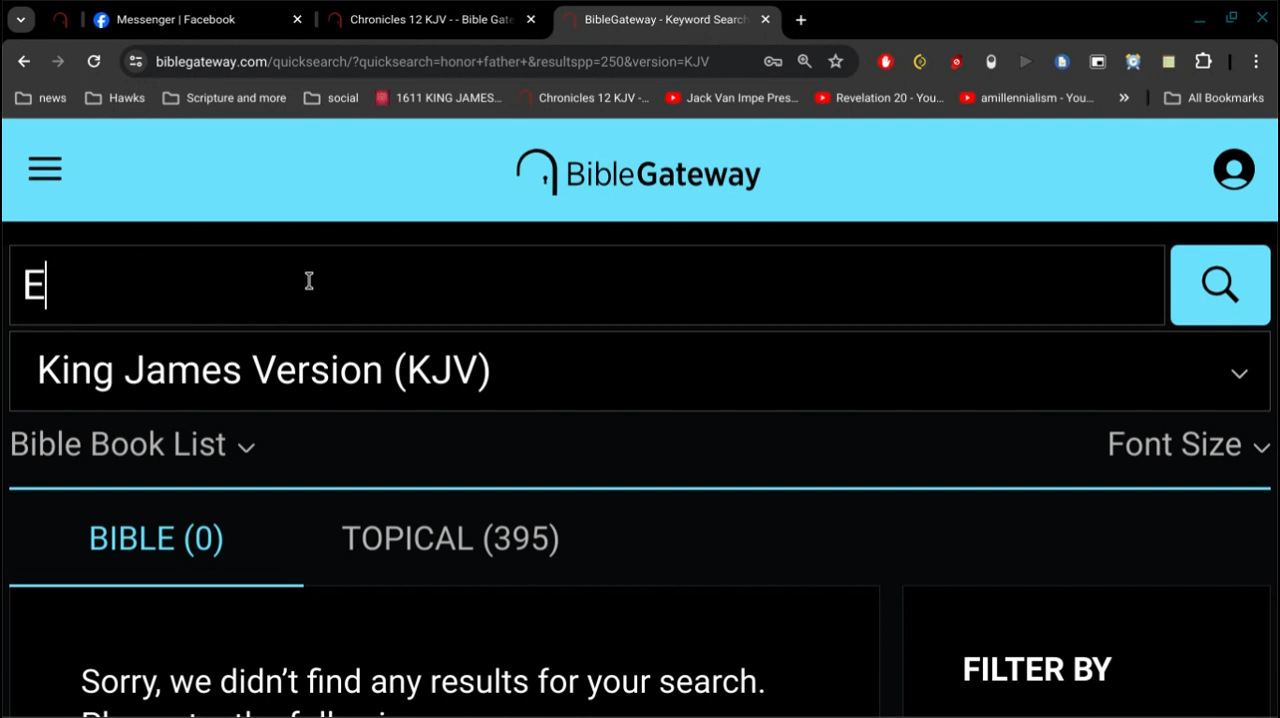 Messenger | Facebook
Chronicles 12 KJV - - Bible Gate
BibleGateway - Keyword Search
biblegateway.com/quicksearch/?quicksearch=honor+father+&resultspp=250&version=KJV
news
Hawks
Scripture and more
social
1611 KING JAMES...
Chronicles 12 KJV -...
Jack Van Impe Pres...
Revelation 20 - You...
amillennialism - You...
All Bookmarks
BibleGateway
E
King James Version (KJV)
Bible Book List
Font Size
BIBLE (0)
TOPICAL (395)
Sorry, we didn't find any results for your search.
FILTER BY